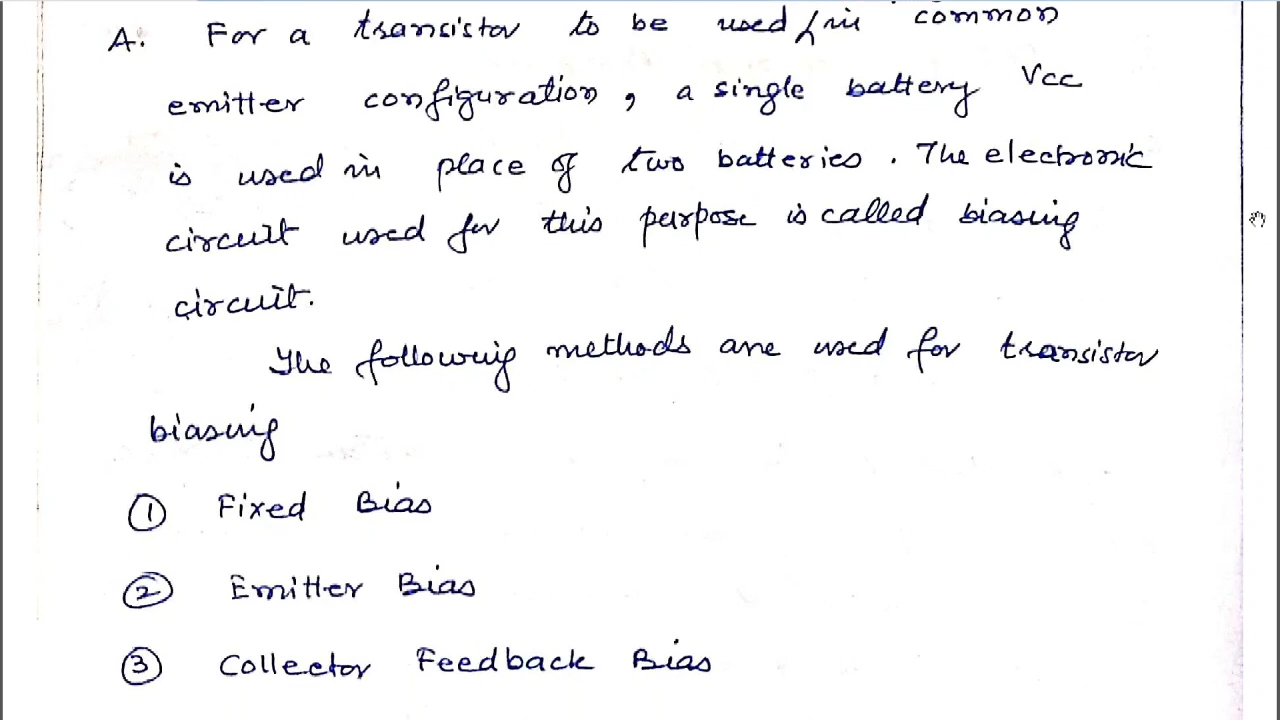 A. For a transistor to be used in common
emitter configuration, a single battery Vcc
is used in place of two batteries. The electronic
circuit used for this purpose is called biasing
circuit.
The following methods are used for transistor
biasing
① Fixed Bias
② Emitter Bias
③ Collector Feedback Bias